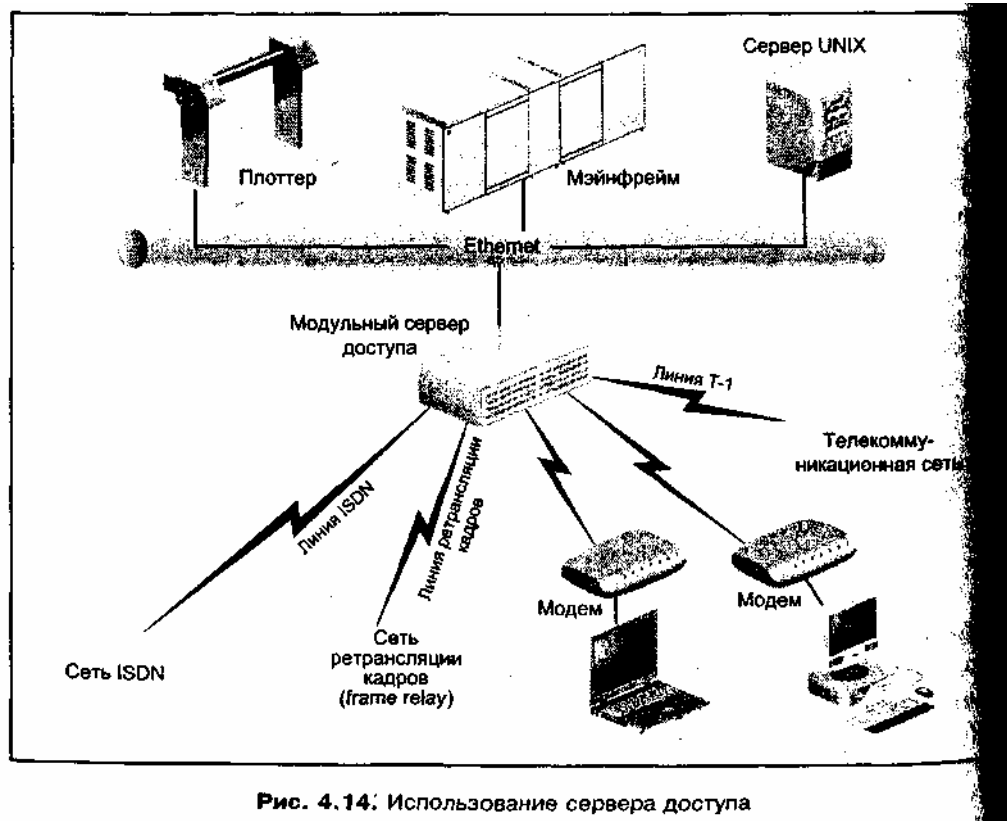 Сервер UNIX
Плоттер
Мэйнфрейм
Ethernet
Модульный сервер
доступа
Линия T-1
Телекомму-
никационная сеть
Линия ISDN
Линия ретрансляции
кадров
Модем
Модем
Сеть ISDN
Сеть
ретрансляции
кадров
(frame relay)
Рис. 4.14. Использование сервера доступа